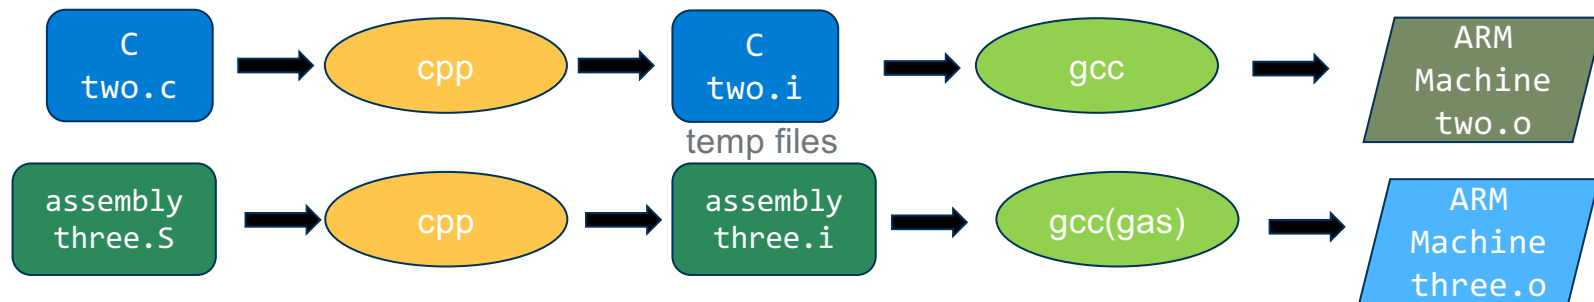 C
two.c
cpp
C
two.i
gcc
ARM
Machine
two.o
temp files
assembly
three.S
cpp
assembly
three.i
gcc(gas)
ARM
Machine
three.o